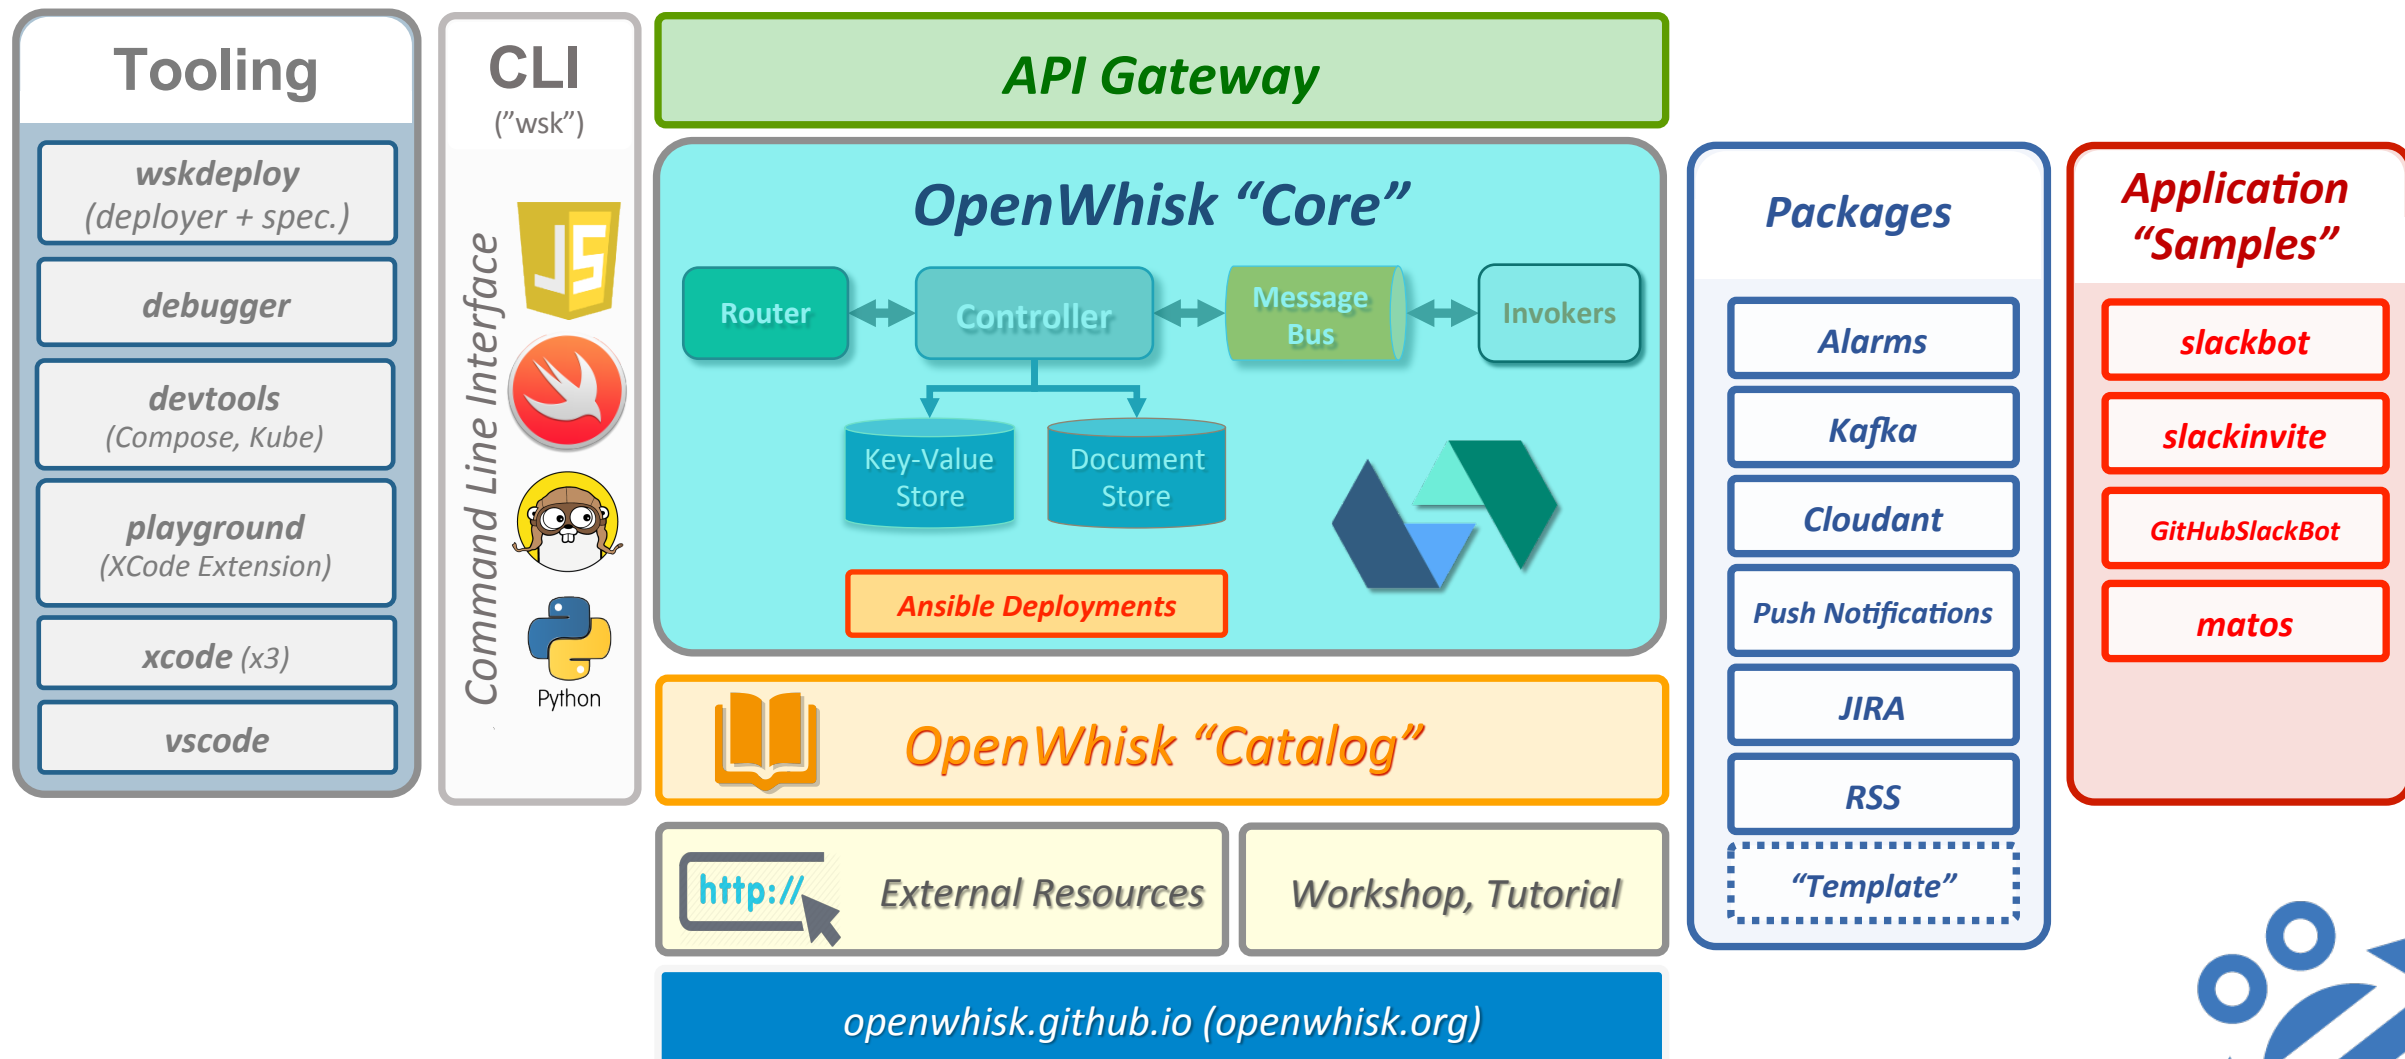 Tooling
wskdeploy
(deployer + spec.)
debugger
devtools
(Compose, Kube)
playground
(XCode Extension)
xcode (x3)
vscode
CLI
("wsk")
Command Line Interface
JS
Python
API Gateway
OpenWhisk “Core”
Router
Controller
Message
Bus
Invokers
Key-Value
Store
Document
Store
Ansible Deployments
OpenWhisk “Catalog”
http://
External Resources
Workshop, Tutorial
openwhisk.github.io (openwhisk.org)
Packages
Alarms
Kafka
Cloudant
Push Notifications
JIRA
RSS
“Template”
Application
“Samples”
slackbot
slackinvite
GitHubSlackBot
matos